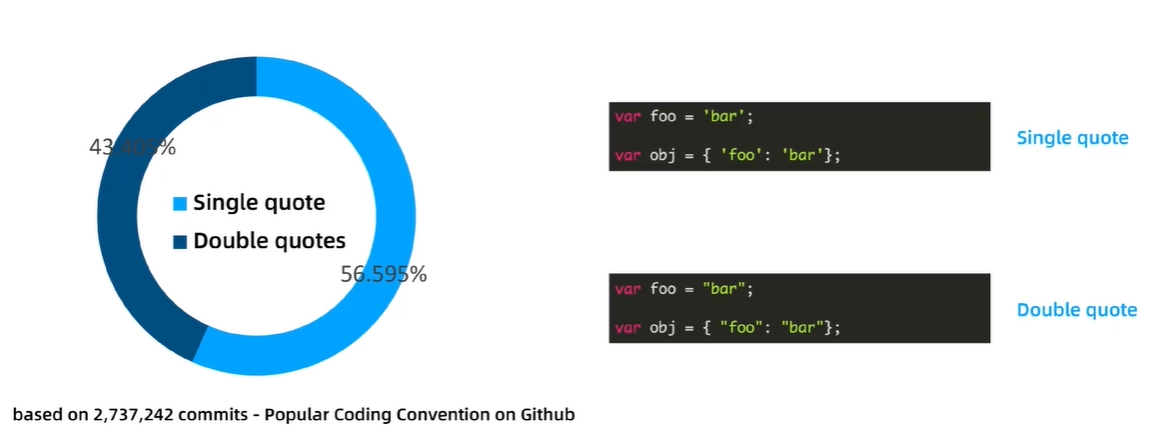 43.405%
Single quote
Double quotes
56.595%
based on 2,737,242 commits - Popular Coding Convention on Github
var foo = 'bar';
var obj = { 'foo': 'bar'};
Single quote
var foo = "bar";
var obj = { "foo": "bar"};
Double quote